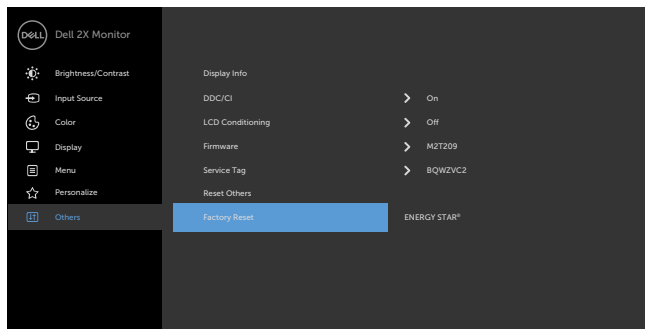 DELL Dell 2X Monitor
Brightness/Contrast Display Info
Input Source DDC/CI On
Color LCD Conditioning Off
Display Firmware M2T209
Menu Service Tag BQWZVC2
Personalize Reset Others
Others Factory Reset ENERGY STAR®